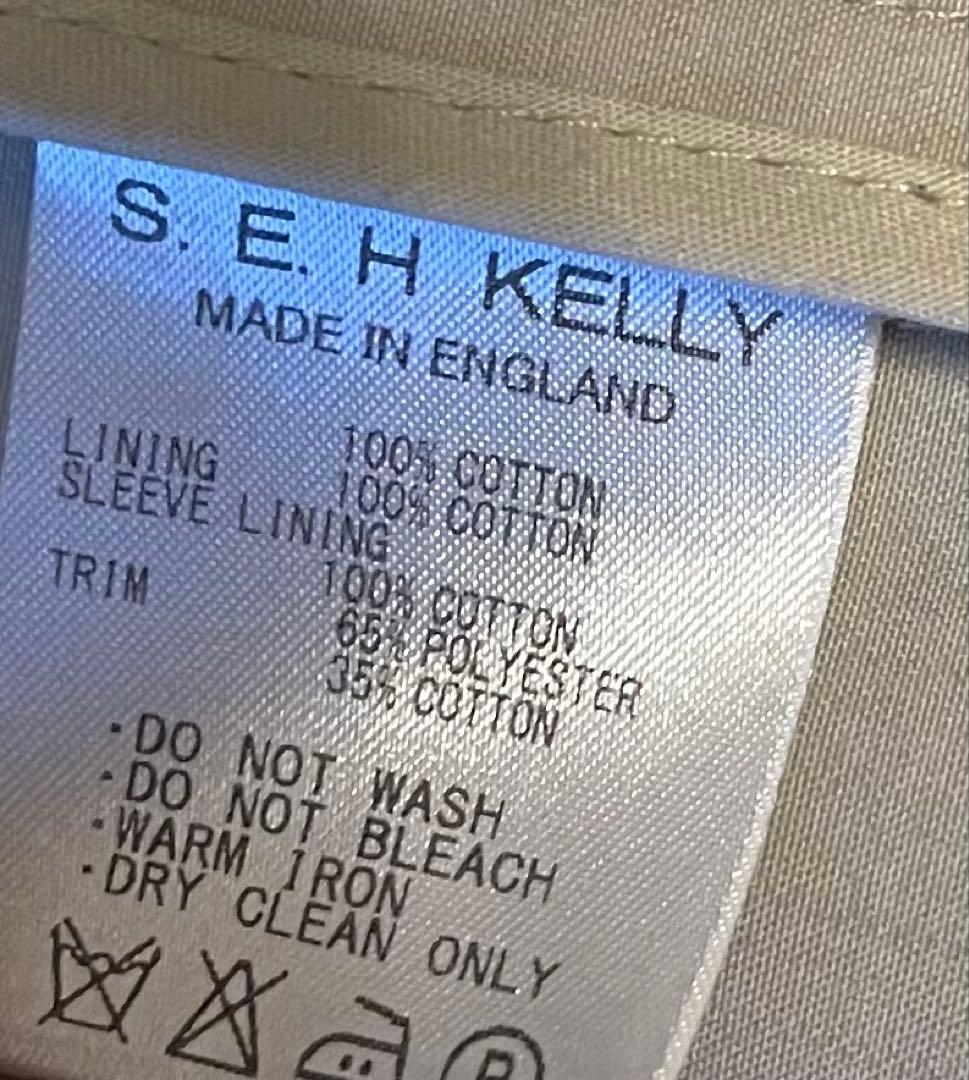 S. E. H KELLY
MADE IN ENGLAND
100% COTTON
LINING 100% COTTON
SLEEVE LINING
100% COTTON
TRIM 65% POLYESTER
35% COTTON
·DO NOT WASH
·DO NOT BLEACH
·WARM IRON
·DRY CLEAN ONLY
P